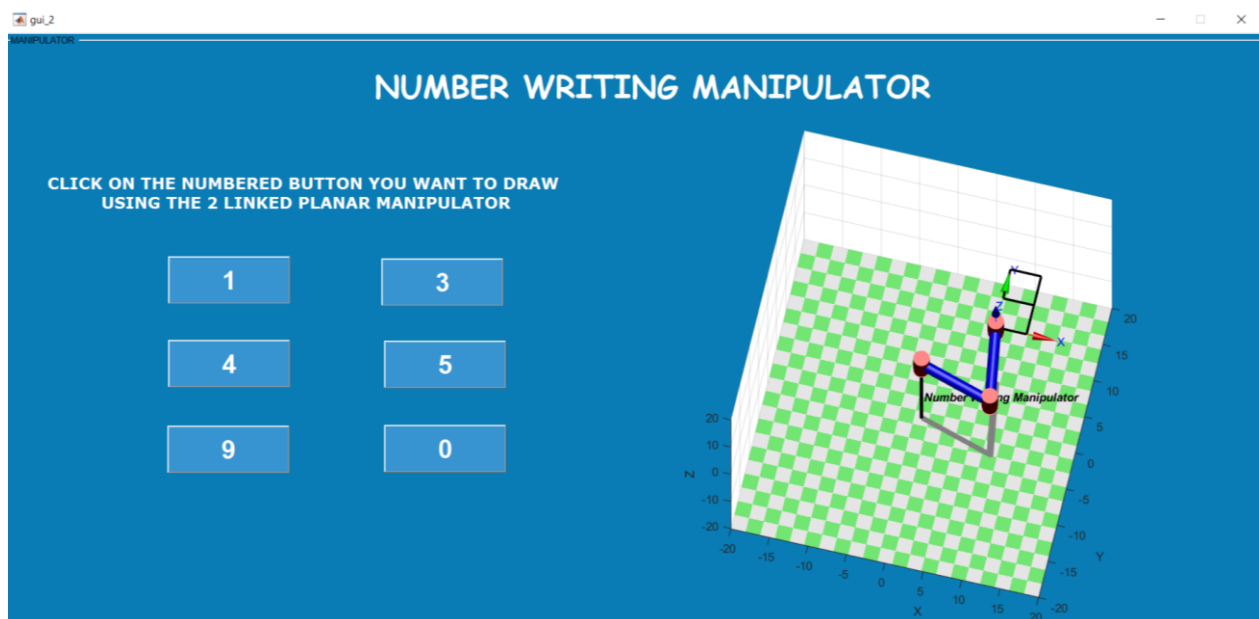 gui_2
MANIPULATOR
NUMBER WRITING MANIPULATOR
CLICK ON THE NUMBERED BUTTON YOU WANT TO DRAW
USING THE 2 LINKED PLANAR MANIPULATOR
1
3
4
5
9
0
Y
Z
X
Number Manipulator
20
15
10
5
0
-5
-10
-15
-20
Y
20
10
0
-10
-20
Z
-20
-15
-10
-5
0
5
10
15
20
X